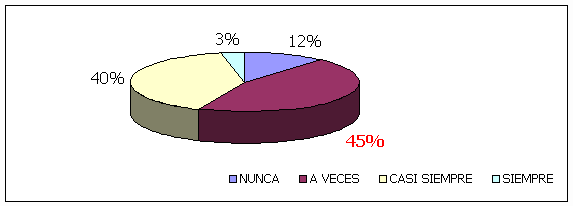 3%
12%
40%
45%
NUNCA A VECES CASI SIEMPRE SIEMPRE